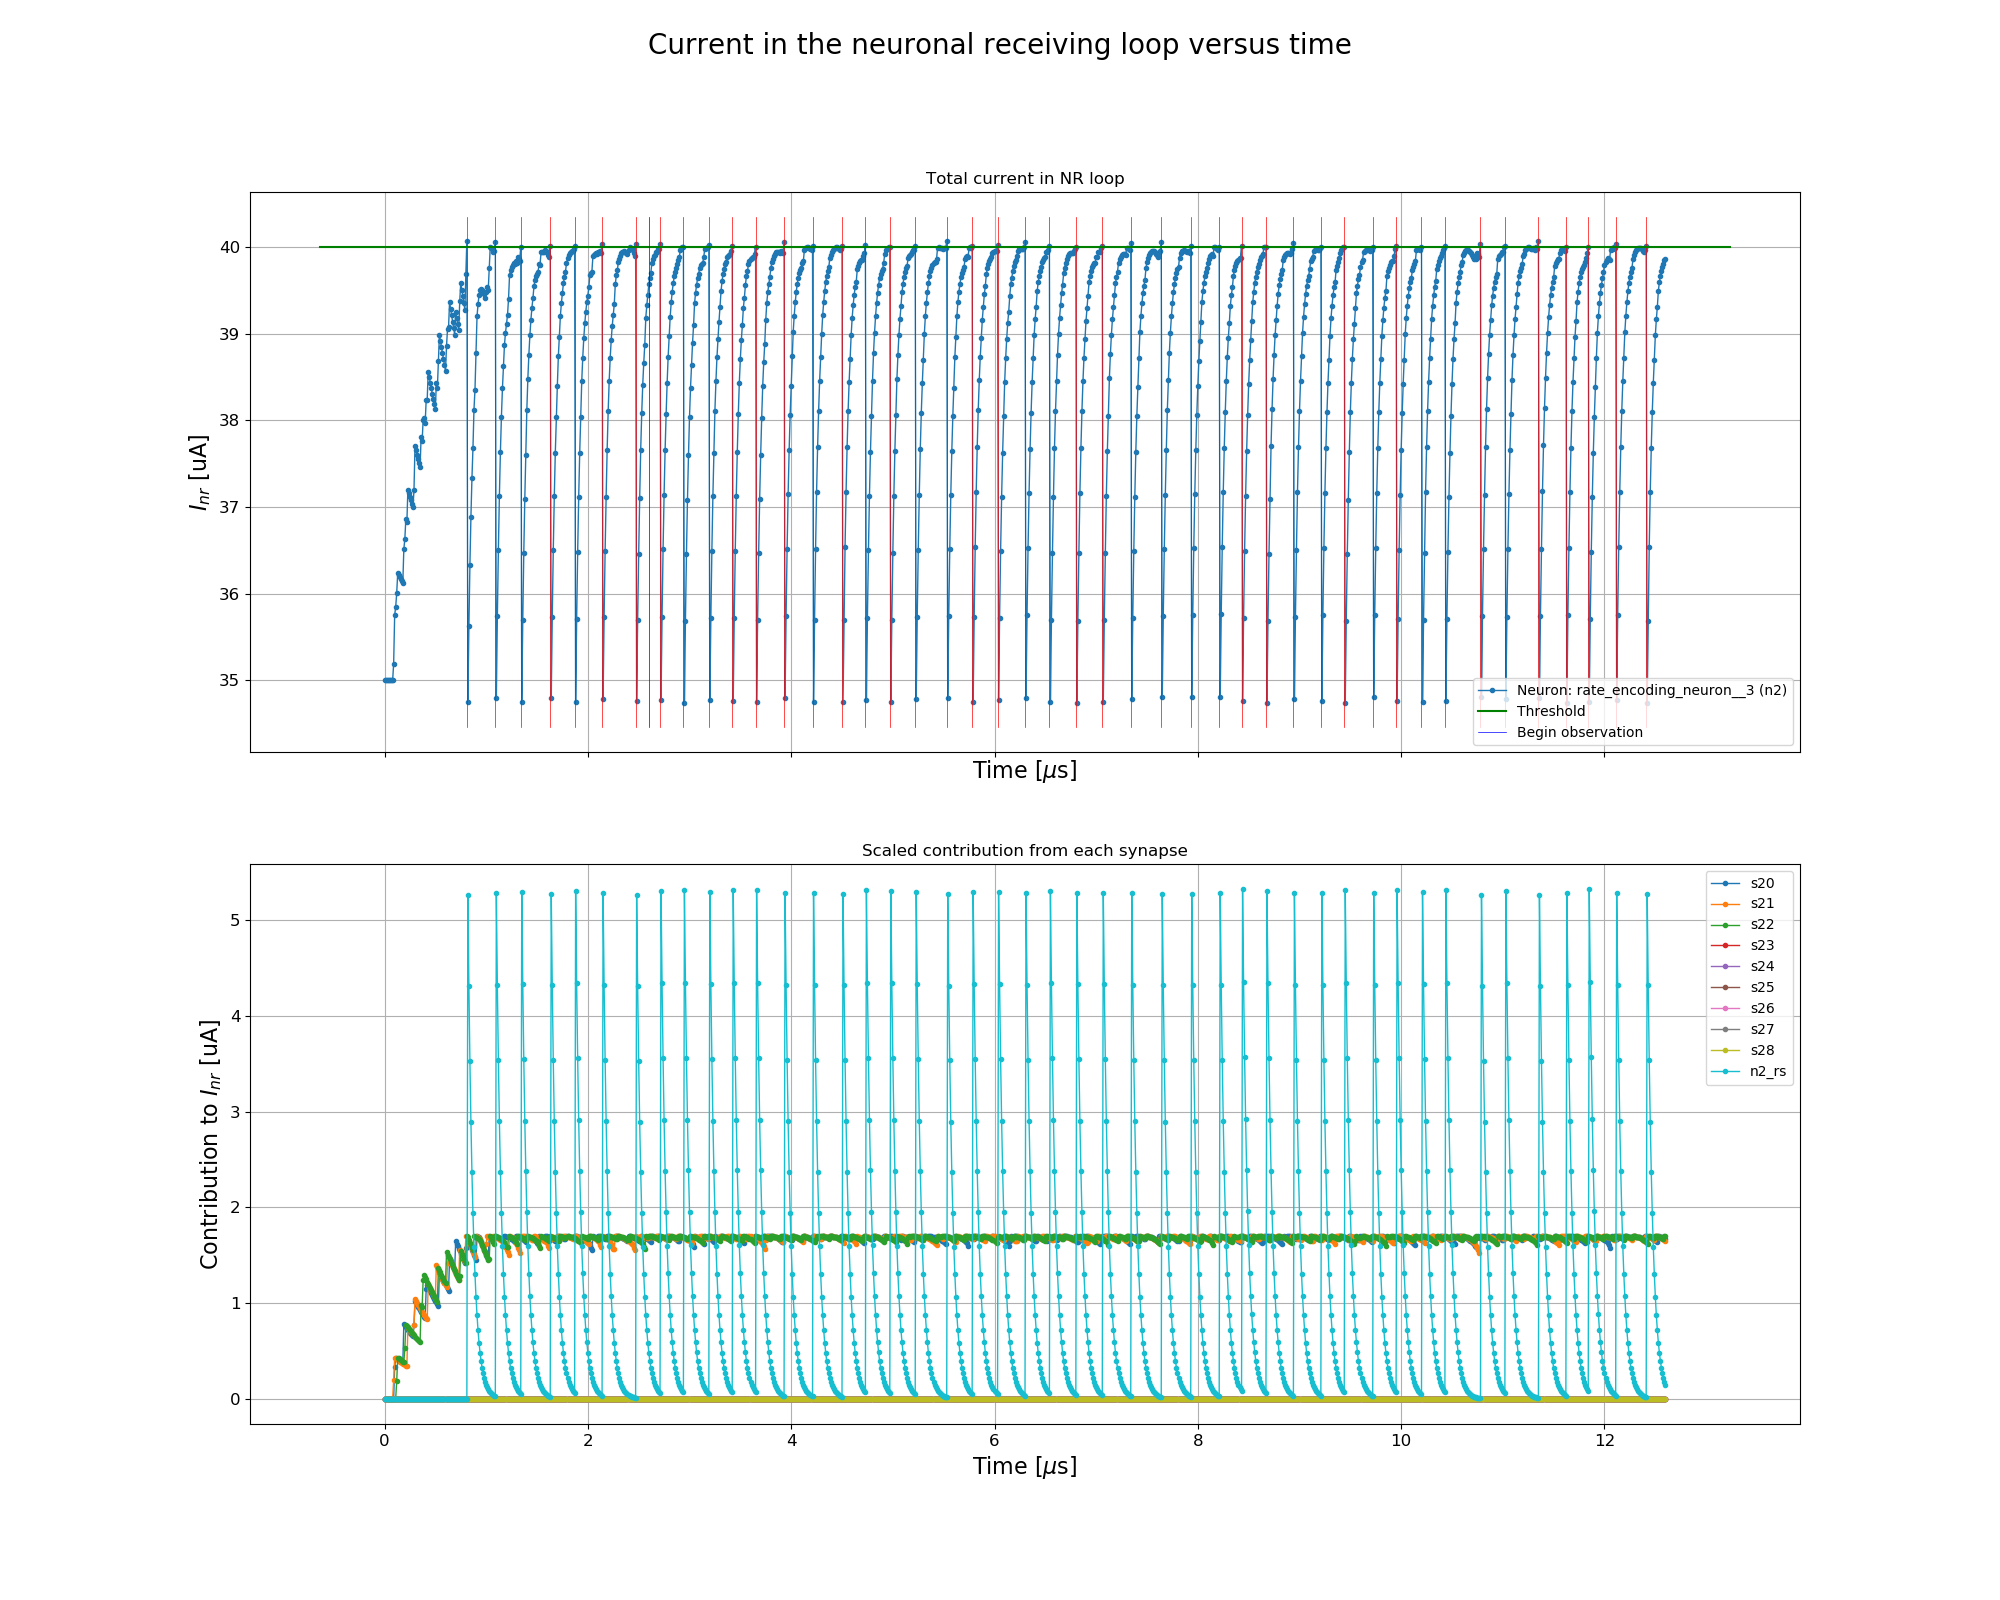 Current in the neuronal receiving loop versus time
Total current in NR loop
40
39
38
37
36
35
I_nr [uA]
Neuron: rate_encoding_neuron__3 (n2)
Threshold
Begin observation
Time [μs]
Scaled contribution from each synapse
5
4
3
2
1
0
Contribution to I_nr [uA]
s20
s21
s22
s23
s24
s25
s26
s27
s28
n2_rs
0 2 4 6 8 10 12
Time [μs]